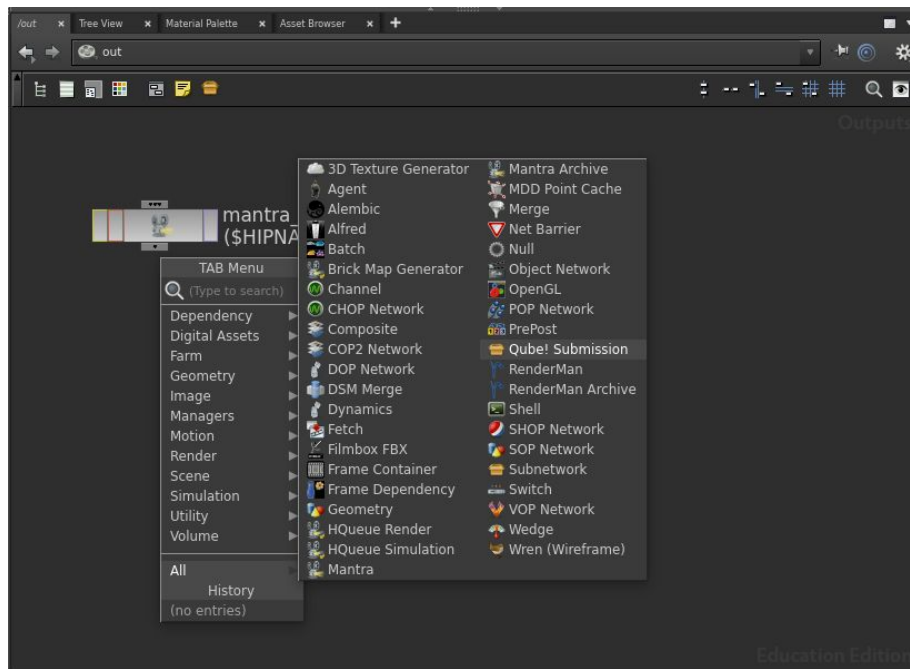 /out
Tree View
Material Palette
Asset Browser
out
Outputs
mantra_
($HIPNA
TAB Menu
(Type to search)
Dependency
Digital Assets
Farm
Geometry
Image
Managers
Motion
Render
Scene
Simulation
Utility
Volume
All
History
(no entries)
3D Texture Generator
Agent
Alembic
Alfred
Batch
Brick Map Generator
Channel
CHOP Network
Composite
COP2 Network
DOP Network
DSM Merge
Dynamics
Fetch
Filmbox FBX
Frame Container
Frame Dependency
Geometry
HQueue Render
HQueue Simulation
Mantra
Mantra Archive
MDD Point Cache
Merge
Net Barrier
Null
Object Network
OpenGL
POP Network
PrePost
Qube! Submission
RenderMan
RenderMan Archive
Shell
SHOP Network
SOP Network
Subnetwork
Switch
VOP Network
Wedge
Wren (Wireframe)
Education Edition